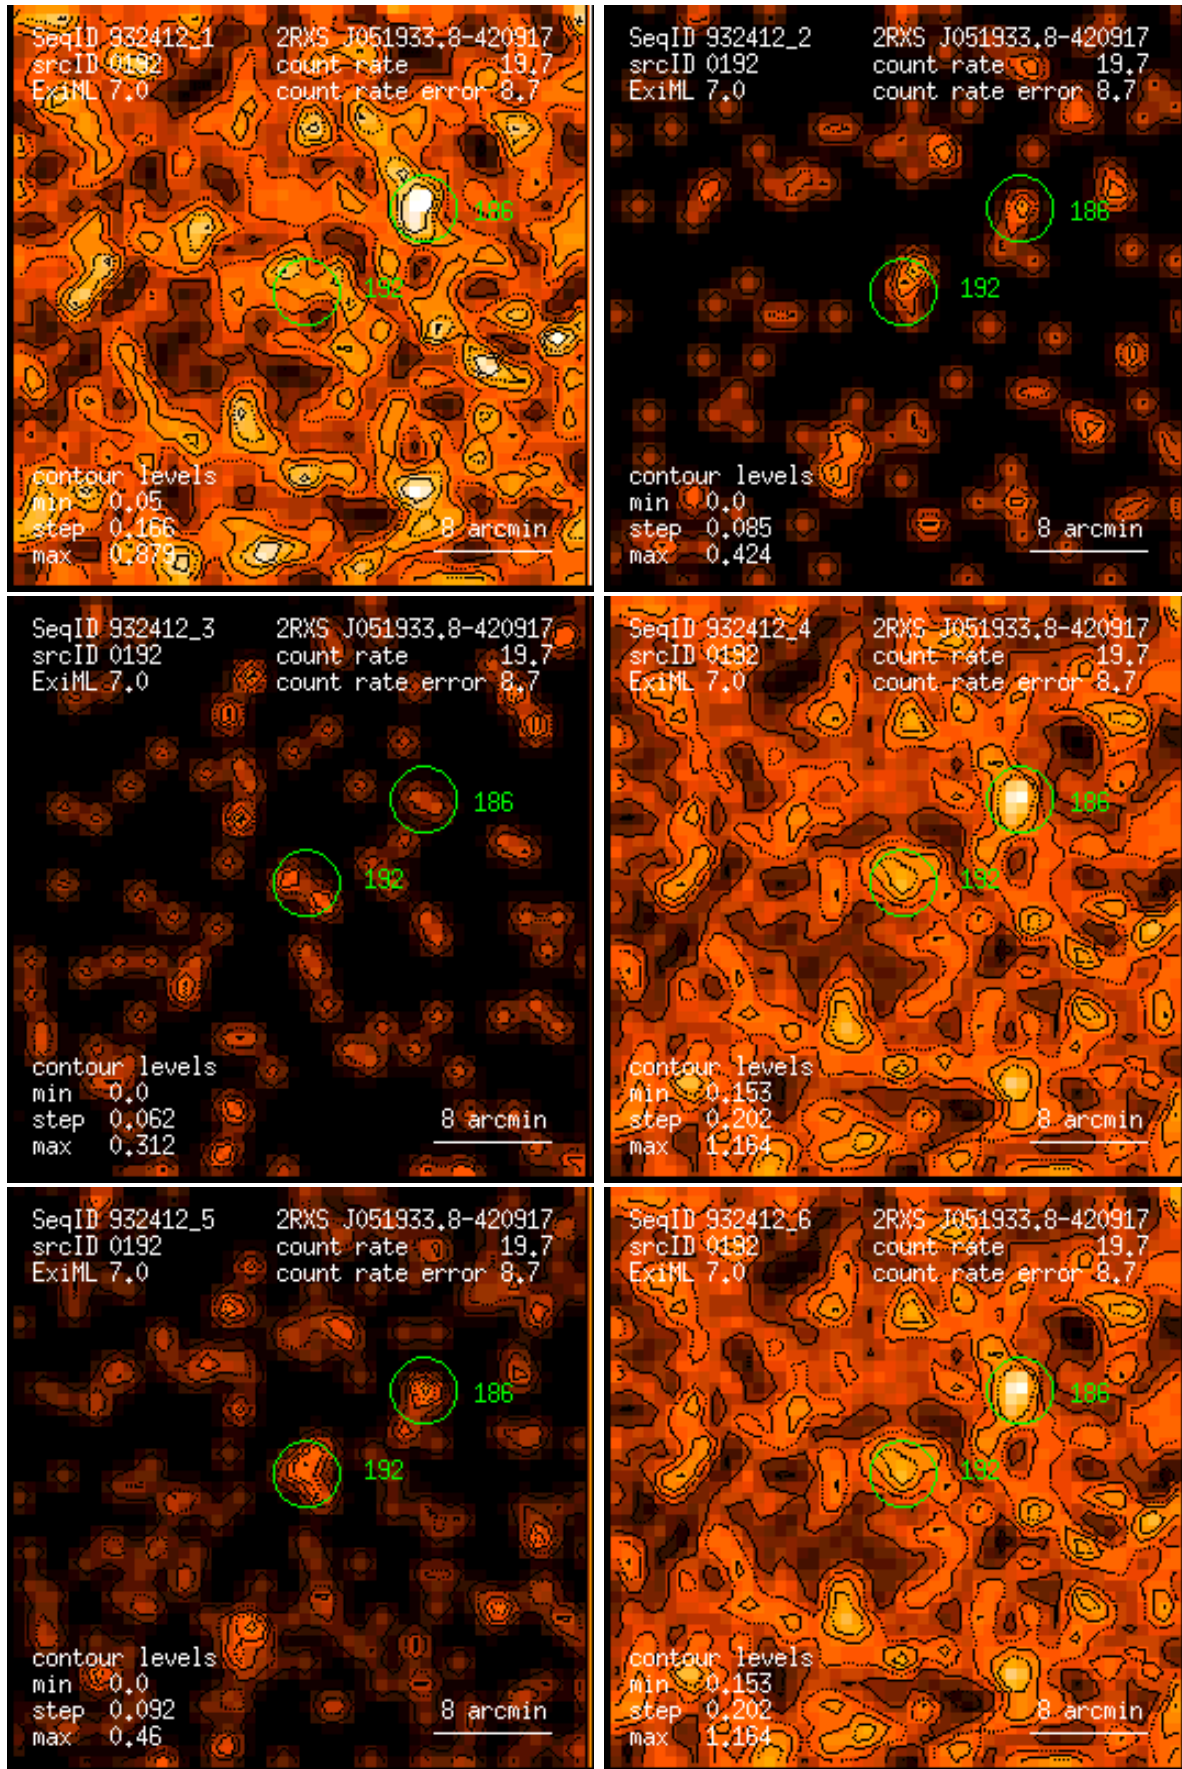 SeqID 932412_1 2RXS J051933.8-420917
srcID 0192 count rate 19.7
ExiML 7.0 count rate error 8.7
186
192
contour levels
min 0.05
step 0.166 8 arcmin
max 0.879
SeqID 932412_2 2RXS J051933.8-420917
srcID 0192 count rate 19.7
ExiML 7.0 count rate error 8.7
186
192
contour levels
min 0.0
step 0.085 8 arcmin
max 0.424
SeqID 932412_3 2RXS J051933.8-420917
srcID 0192 count rate 19.7
ExiML 7.0 count rate error 8.7
186
192
contour levels
min 0.0
step 0.062 8 arcmin
max 0.312
SeqID 932412_4 2RXS J051933.8-420917
srcID 0192 count rate 19.7
ExiML 7.0 count rate error 8.7
186
192
contour levels
min 0.153
step 0.202 8 arcmin
max 1.164
SeqID 932412_5 2RXS J051933.8-420917
srcID 0192 count rate 19.7
ExiML 7.0 count rate error 8.7
186
192
contour levels
min 0.0
step 0.092 8 arcmin
max 0.46
SeqID 932412_6 2RXS J051933.8-420917
srcID 0192 count rate 19.7
ExiML 7.0 count rate error 8.7
186
192
contour levels
min 0.153
step 0.202 8 arcmin
max 1.164